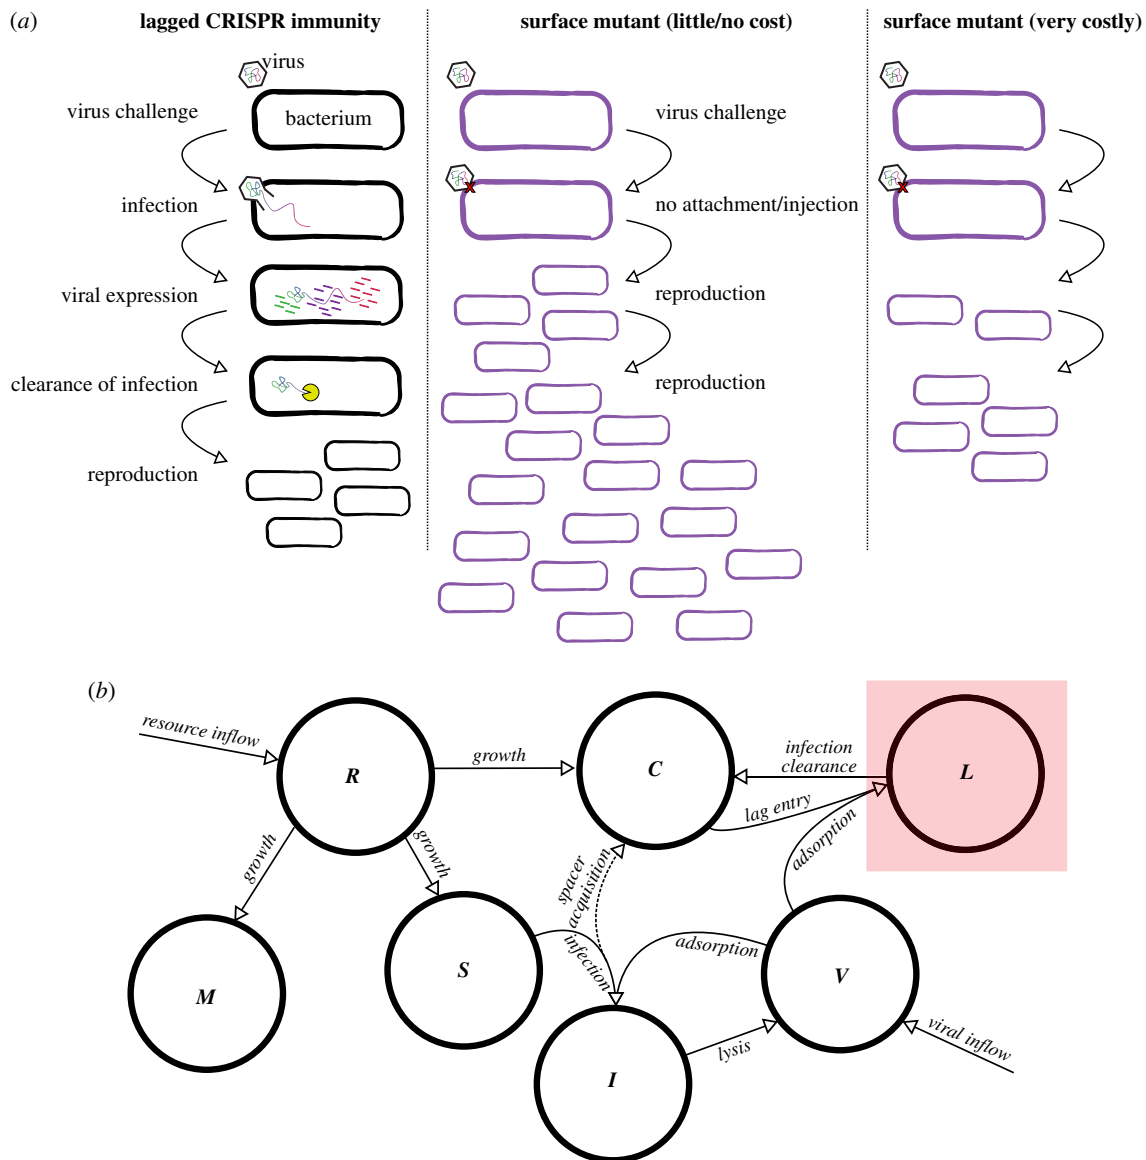 (a)
lagged CRISPR immunity
surface mutant (little/no cost)
surface mutant (very costly)
virus
virus challenge
bacterium
virus challenge
infection
no attachment/injection
viral expression
reproduction
clearance of infection
reproduction
reproduction
(b)
resource inflow
R
growth
C
infection
clearance
L
lag entry
growth
growth
spacer
acquisition
adsorption
M
S
infection
adsorption
V
I
lysis
viral inflow